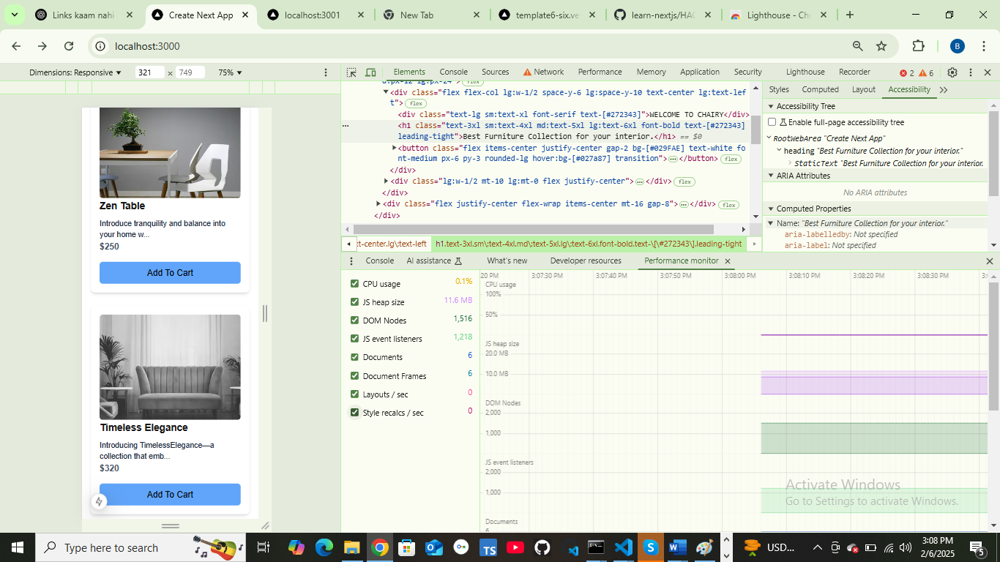 Links kaam nahi
Create Next App
localhost:3001
New Tab
template6-six.ve
learn-nextjs/HAC
Lighthouse - Chr
localhost:3000
B
Dimensions: Responsive
321 × 749
75%
Elements
Console
Sources
Network
Performance
Memory
Application
Security
Lighthouse
Recorder
2
6
<div class="flex flex-col lg:w-1/2 space-y-6 lg:space-y-10 text-center lg:text-lef
t"> flex
<div class="text-lg sm:text-xl font-serif text-[#272343]">WELCOME TO CHAIRY</div>
<h1 class="text-3xl sm:text-4xl md:text-5xl lg:text-6xl font-bold text-[#272343]
leading-tight">Best Furniture Collection for your interior.</h1> == $0
<button class="flex items-center justify-center gap-2 bg-[#029FAE] text-white fo
nt-medium px-6 py-3 rounded-lg hover:bg-[#027a87] transition">…</button> flex
</div>
<div class="lg:w-1/2 mt-10 lg:mt-0 flex justify-center">…</div> flex
</div>
<div class="flex justify-center flex-wrap items-center mt-16 gap-8">…</div> flex
</div>
xt-center.lg\:text-left
h1.text-3xl.sm\:text-4xl.md\:text-5xl.lg\:text-6xl.font-bold.text-\[\#272343\].leading-tight
Styles
Computed
Layout
Accessibility
Accessibility Tree
Enable full-page accessibility tree
RootWebArea "Create Next App"
heading "Best Furniture Collection for your interior."
StaticText "Best Furniture Collection for your interior.
ARIA Attributes
No ARIA attributes
Computed Properties
Name: "Best Furniture Collection for your interior."
aria-labelledby: Not specified
aria-label: Not specified
Console
AI assistance
What's new
Developer resources
Performance monitor
CPU usage 0.1%
JS heap size 11.6 MB
DOM Nodes 1,516
JS event listeners 1,218
Documents 6
Document Frames 6
Layouts / sec 0
Style recalcs / sec 0
20 PM
3:07:30 PM
3:07:40 PM
3:07:50 PM
3:08:00 PM
3:08:10 PM
3:08:20 PM
3:08:30 PM
CPU usage
100%
50%
JS heap size
20.0 MB
10.0 MB
DOM Nodes
2,000
1,000
JS event listeners
2,000
1,000
Documents
6
Zen Table
Introduce tranquility and balance into
your home w...
$250
Add To Cart
Timeless Elegance
Introducing TimelessElegance—a
collection that emb...
$320
Add To Cart
Activate Windows
Go to Settings to activate Windows.
Type here to search
TS
S
W
USD...
3:08 PM
2/6/2025
5